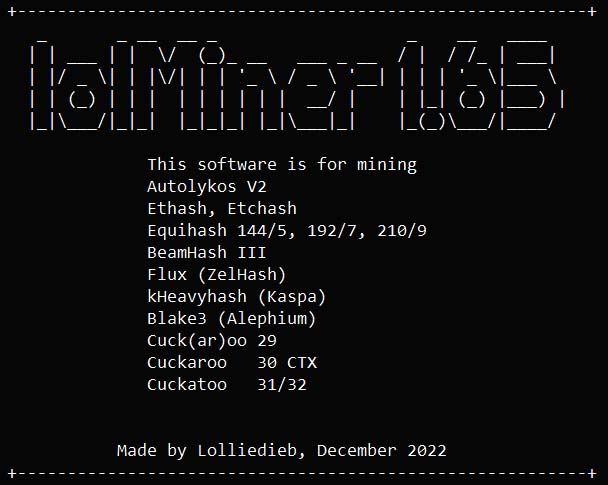 lolMiner 1.65
This software is for mining
Autolykos V2
Ethash, Etchash
Equihash 144/5, 192/7, 210/9
BeamHash III
Flux (ZelHash)
kHeavyhash (Kaspa)
Blake3 (Alephium)
Cuck(ar)oo 29
Cuckaroo 30 CTX
Cuckatoo 31/32
Made by Lolliedieb, December 2022